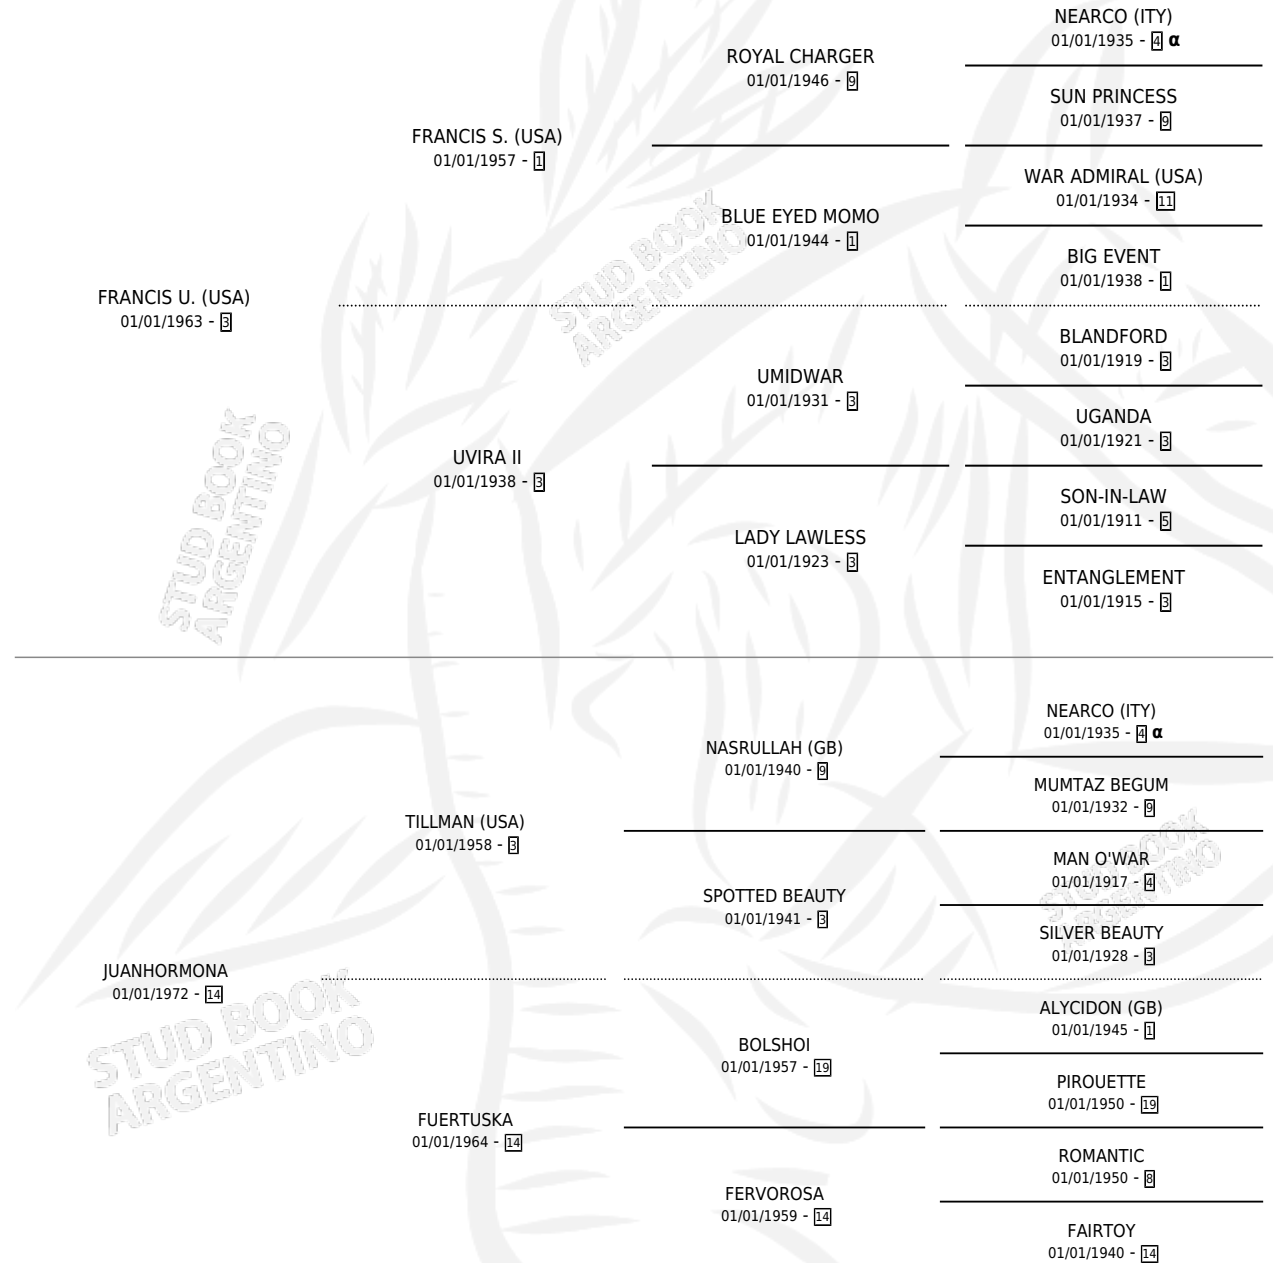 NEARCO (ITY)
01/01/1935 - 4 α
ROYAL CHARGER
01/01/1946 - 9
SUN PRINCESS
01/01/1937 - 9
FRANCIS S. (USA)
01/01/1957 - 1
WAR ADMIRAL (USA)
01/01/1934 - 11
BLUE EYED MOMO
01/01/1944 - 1
BIG EVENT
01/01/1938 - 1
FRANCIS U. (USA)
01/01/1963 - 3
BLANDFORD
01/01/1919 - 3
UMIDWAR
01/01/1931 - 3
UGANDA
01/01/1921 - 3
UVIRA II
01/01/1938 - 3
SON-IN-LAW
01/01/1911 - 5
LADY LAWLESS
01/01/1923 - 3
ENTANGLEMENT
01/01/1915 - 3
NEARCO (ITY)
01/01/1935 - 4 α
NASRULLAH (GB)
01/01/1940 - 9
MUMTAZ BEGUM
01/01/1932 - 9
TILLMAN (USA)
01/01/1958 - 3
MAN O'WAR
01/01/1917 - 4
SPOTTED BEAUTY
01/01/1941 - 3
SILVER BEAUTY
01/01/1928 - 3
JUANHORMONA
01/01/1972 - 14
ALYCIDON (GB)
01/01/1945 - 1
BOLSHOI
01/01/1957 - 19
PIROUETTE
01/01/1950 - 19
FUERTUSKA
01/01/1964 - 14
ROMANTIC
01/01/1950 - 8
FERVOROSA
01/01/1959 - 14
FAIRTOY
01/01/1940 - 14
STUD BOOK
ARGENTINO
STUD BOOK
ARGENTINO
STUD BOOK
ARGENTINO
STUD BOOK
ARGENTINO